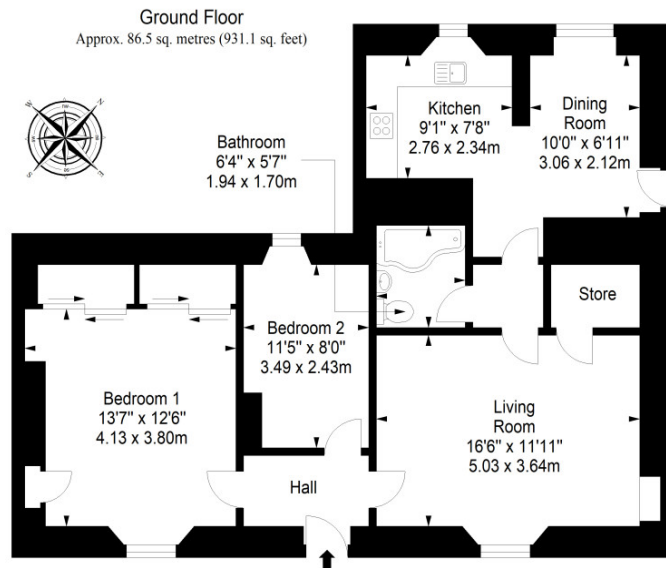 Ground Floor
Approx. 86.5 sq. metres (931.1 sq. feet)
N
E
S
W
Bathroom
6'4" x 5'7"
1.94 x 1.70m
Kitchen
9'1" x 7'8"
2.76 x 2.34m
Dining
Room
10'0" x 6'11"
3.06 x 2.12m
Store
Bedroom 2
11'5" x 8'0"
3.49 x 2.43m
Bedroom 1
13'7" x 12'6"
4.13 x 3.80m
Living
Room
16'6" x 11'11"
5.03 x 3.64m
Hall